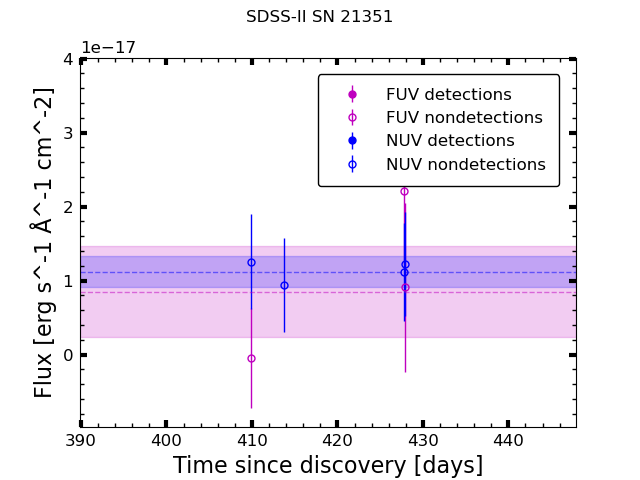 SDSS-II SN 21351
1e−17
4
3
2
1
0
Flux [erg s^-1 Å^-1 cm^-2]
FUV detections
FUV nondetections
NUV detections
NUV nondetections
390 400 410 420 430 440
Time since discovery [days]